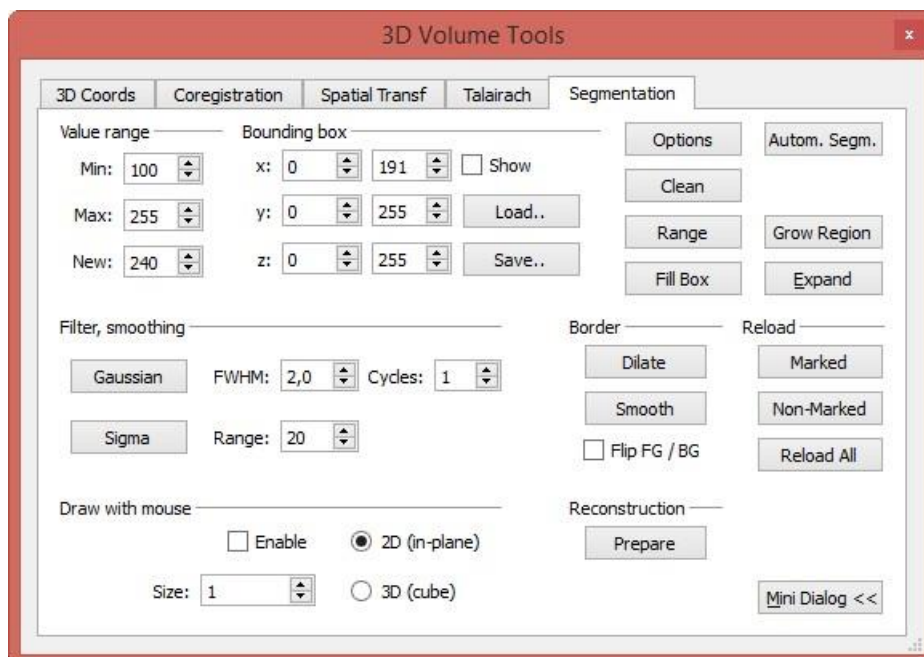 3D Volume Tools
x
3D Coords Coregistration Spatial Transf Talairach Segmentation
Value range Bounding box
Options Autom. Segm.
Min: 100 x: 0 191 Show
Clean
Max: 255 y: 0 255 Load..
Range Grow Region
New: 240 z: 0 255 Save..
Fill Box Expand
Filter, smoothing Border Reload
Gaussian FWHM: 2,0 Cycles: 1 Dilate Marked
Smooth Non-Marked
Sigma Range: 20 Flip FG / BG Reload All
Draw with mouse Reconstruction
Enable 2D (in-plane) Prepare
Size: 1 3D (cube) Mini Dialog <<